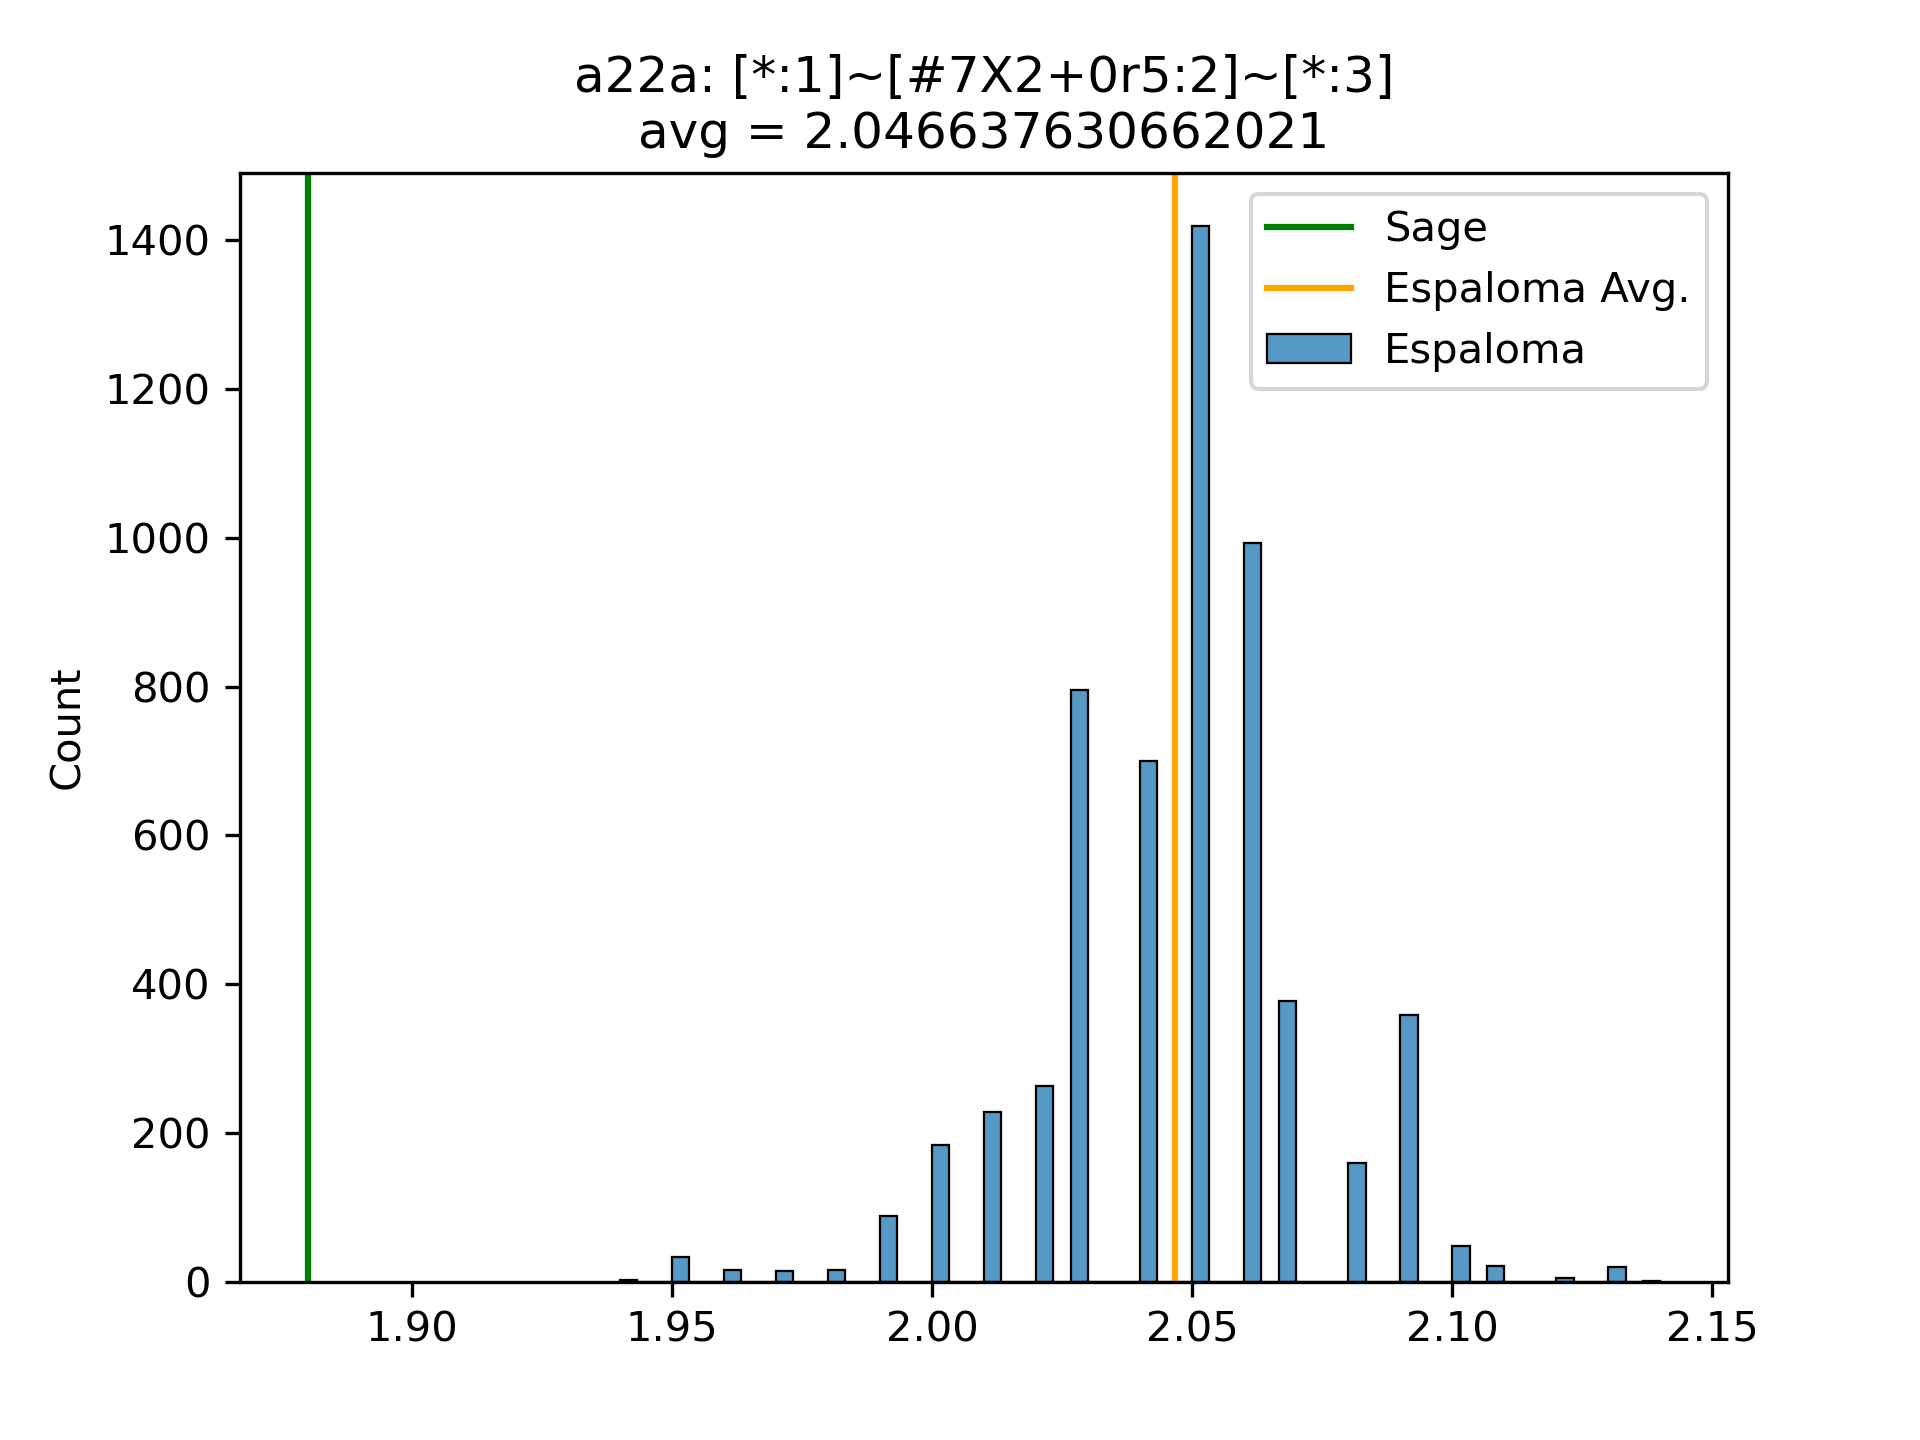 a22a: [*:1]~[#7X2+0r5:2]~[*:3]
avg = 2.046637630662021
Sage
Espaloma Avg.
Espaloma
Count
1400
1200
1000
800
600
400
200
0
1.90
1.95
2.00
2.05
2.10
2.15